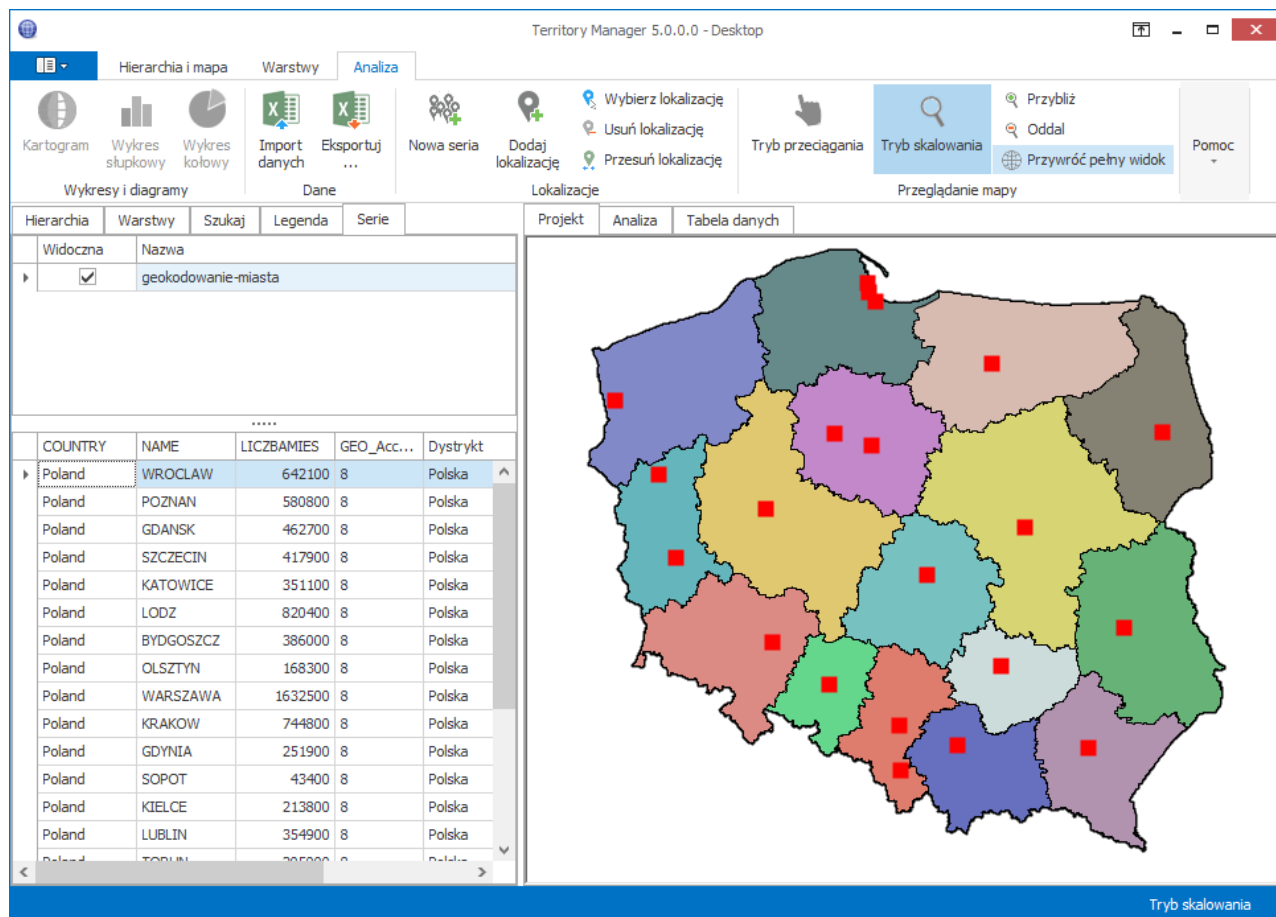 Territory Manager 5.0.0.0 - Desktop
Hierarchia i mapa Warstwy Analiza
Kartogram
Wykres słupkowy
Wykres kołowy
Wykresy i diagramy
Import danych
Eksportuj ...
Dane
Nowa seria
Dodaj lokalizację
Wybierz lokalizację
Usuń lokalizację
Przesuń lokalizację
Lokalizacje
Tryb przeciągania
Tryb skalowania
Przybliż
Oddal
Przywróć pełny widok
Przeglądanie mapy
Pomoc
Hierarchia Warstwy Szukaj Legenda Serie
Widoczna Nazwa
geokodowanie-miasta
COUNTRY NAME LICZBAMIES GEO_Acc... Dystrykt
Poland WROCLAW 642100 8 Polska
Poland POZNAN 580800 8 Polska
Poland GDANSK 462700 8 Polska
Poland SZCZECIN 417900 8 Polska
Poland KATOWICE 351100 8 Polska
Poland LODZ 820400 8 Polska
Poland BYDGOSZCZ 386000 8 Polska
Poland OLSZTYN 168300 8 Polska
Poland WARSZAWA 1632500 8 Polska
Poland KRAKOW 744800 8 Polska
Poland GDYNIA 251900 8 Polska
Poland SOPOT 43400 8 Polska
Poland KIELCE 213800 8 Polska
Poland LUBLIN 354900 8 Polska
Projekt Analiza Tabela danych
Tryb skalowania